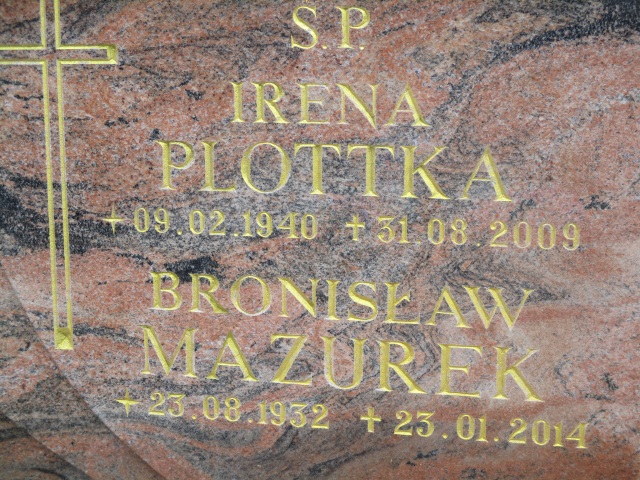 S.P.
IRENA
PLOTTKA
+09.02.1940 +31.08.2009
BRONISŁAW
MAZUREK
+23.08.1932 +23.01.2014